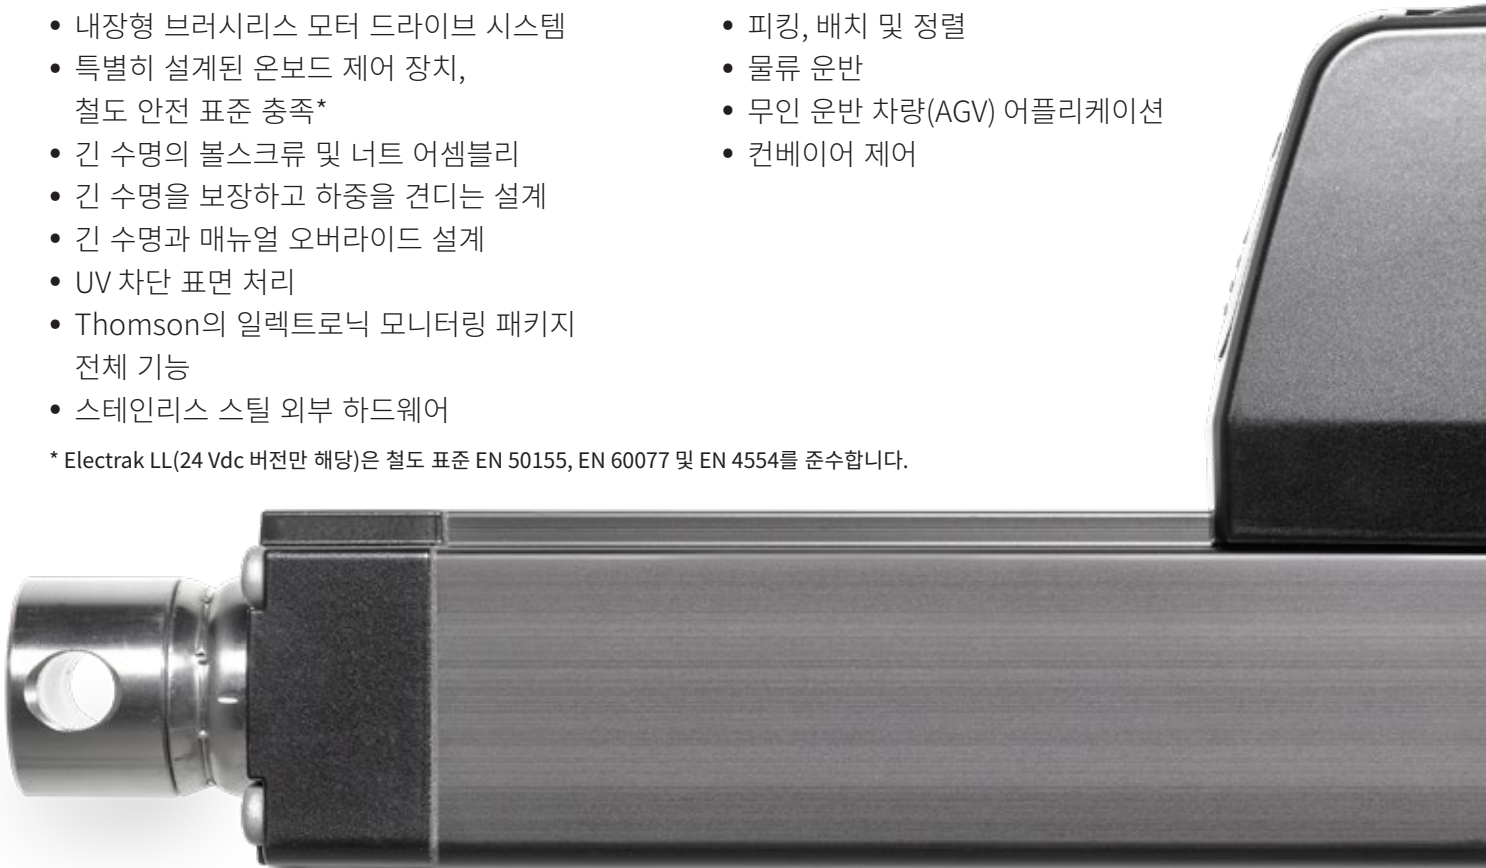 • 내장형 브러시리스 모터 드라이브 시스템
• 특별히 설계된 온보드 제어 장치,
철도 안전 표준 충족*
• 긴 수명의 볼스크류 및 너트 어셈블리
• 긴 수명을 보장하고 하중을 견디는 설계
• 긴 수명과 매뉴얼 오버라이드 설계
• UV 차단 표면 처리
• Thomson의 일렉트로닉 모니터링 패키지
전체 기능
• 스테인리스 스틸 외부 하드웨어
• 피킹, 배치 및 정렬
• 물류 운반
• 무인 운반 차량(AGV) 어플리케이션
• 컨베이어 제어
* Electrak LL(24 Vdc 버전만 해당)은 철도 표준 EN 50155, EN 60077 및 EN 4554를 준수합니다.